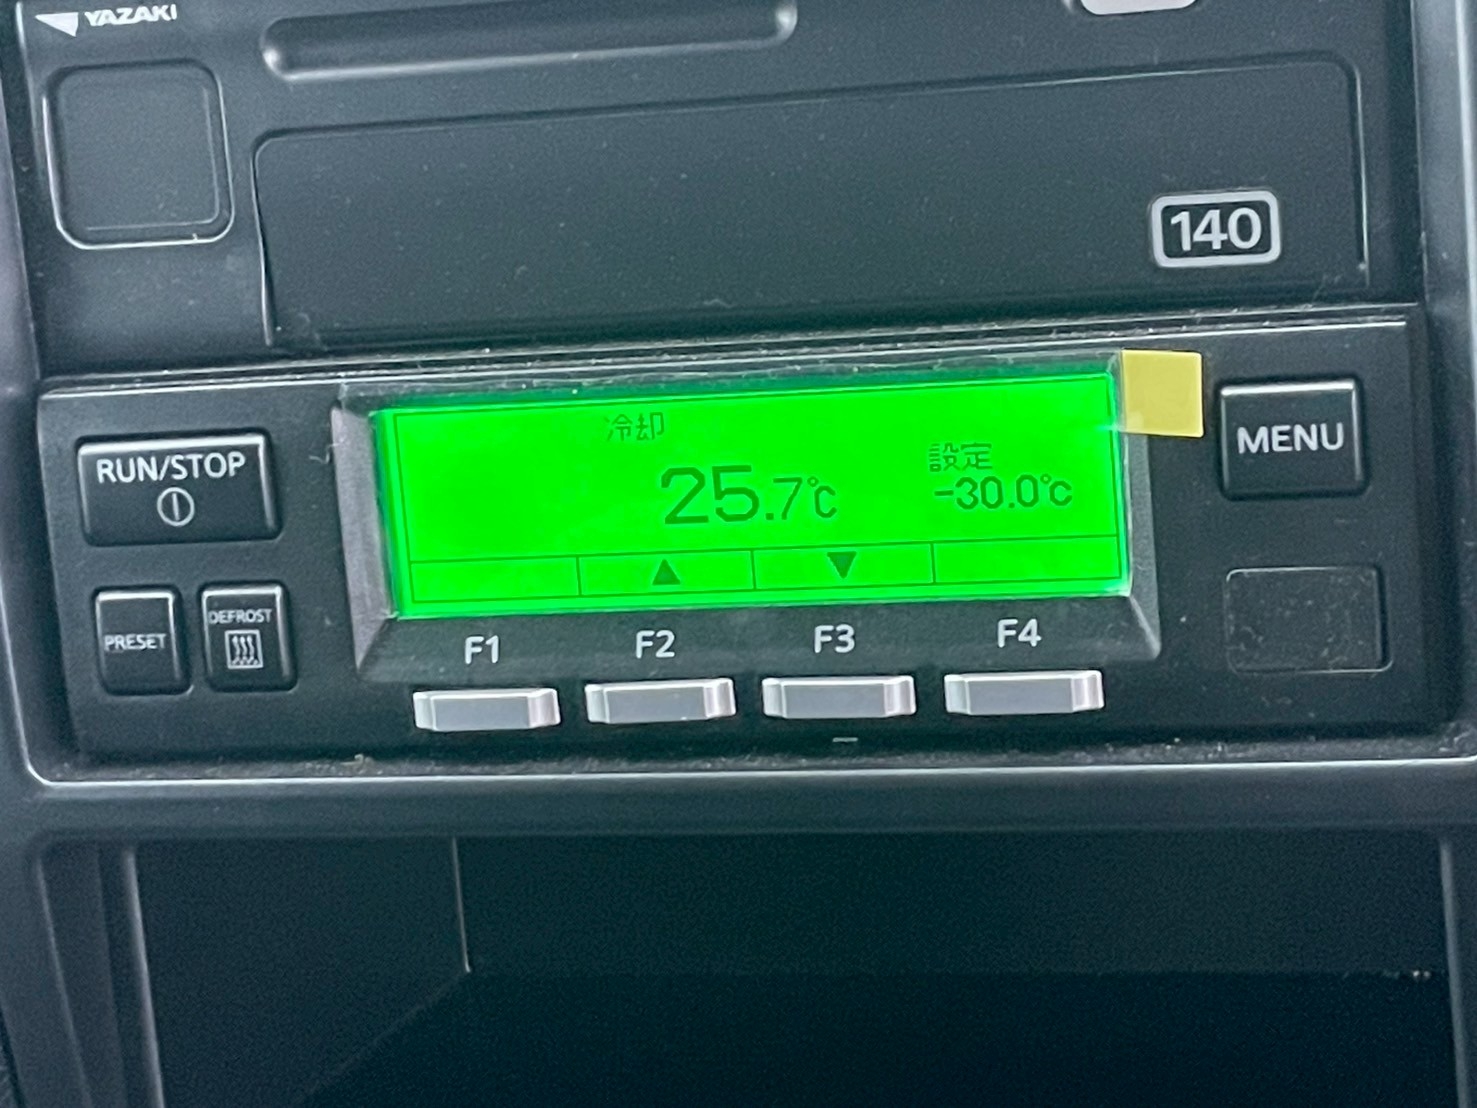 YAZAKI
140
冷却
25.7℃
設定
-30.0℃
▲ ▼
RUN/STOP
PRESET
DEFROST
MENU
F1 F2 F3 F4